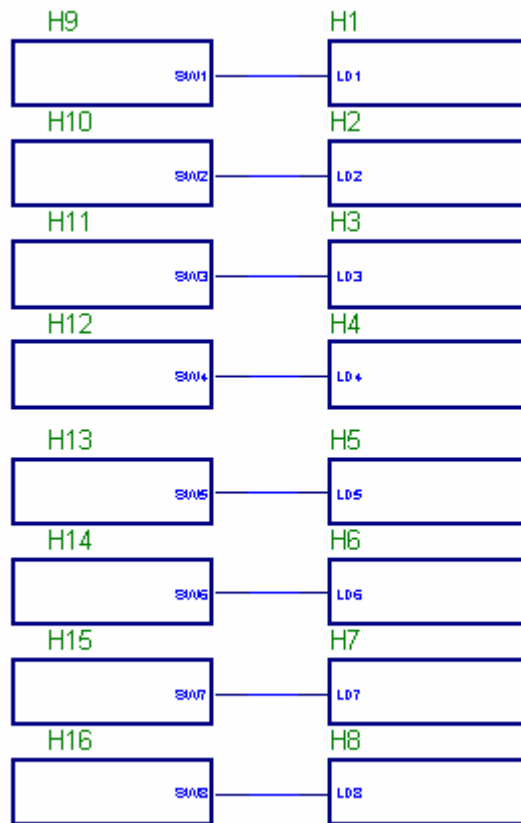 H9 H1
SW1 LD1
H10 H2
SW2 LD2
H11 H3
SW3 LD3
H12 H4
SW4 LD4
H13 H5
SW5 LD5
H14 H6
SW6 LD6
H15 H7
SW7 LD7
H16 H8
SW8 LD8